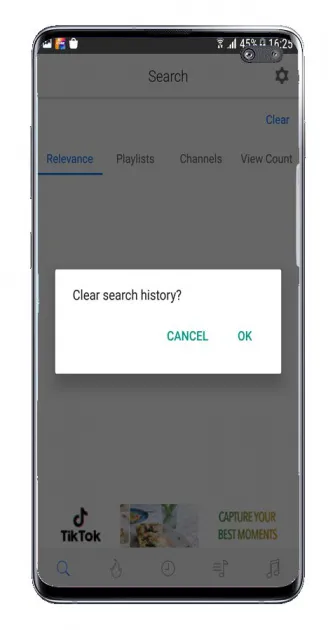 45% 16:25
Search
Clear
Relevance Playlists Channels View Count
Clear search history?
CANCEL OK
TikTok
CAPTURE YOUR
BEST MOMENTS